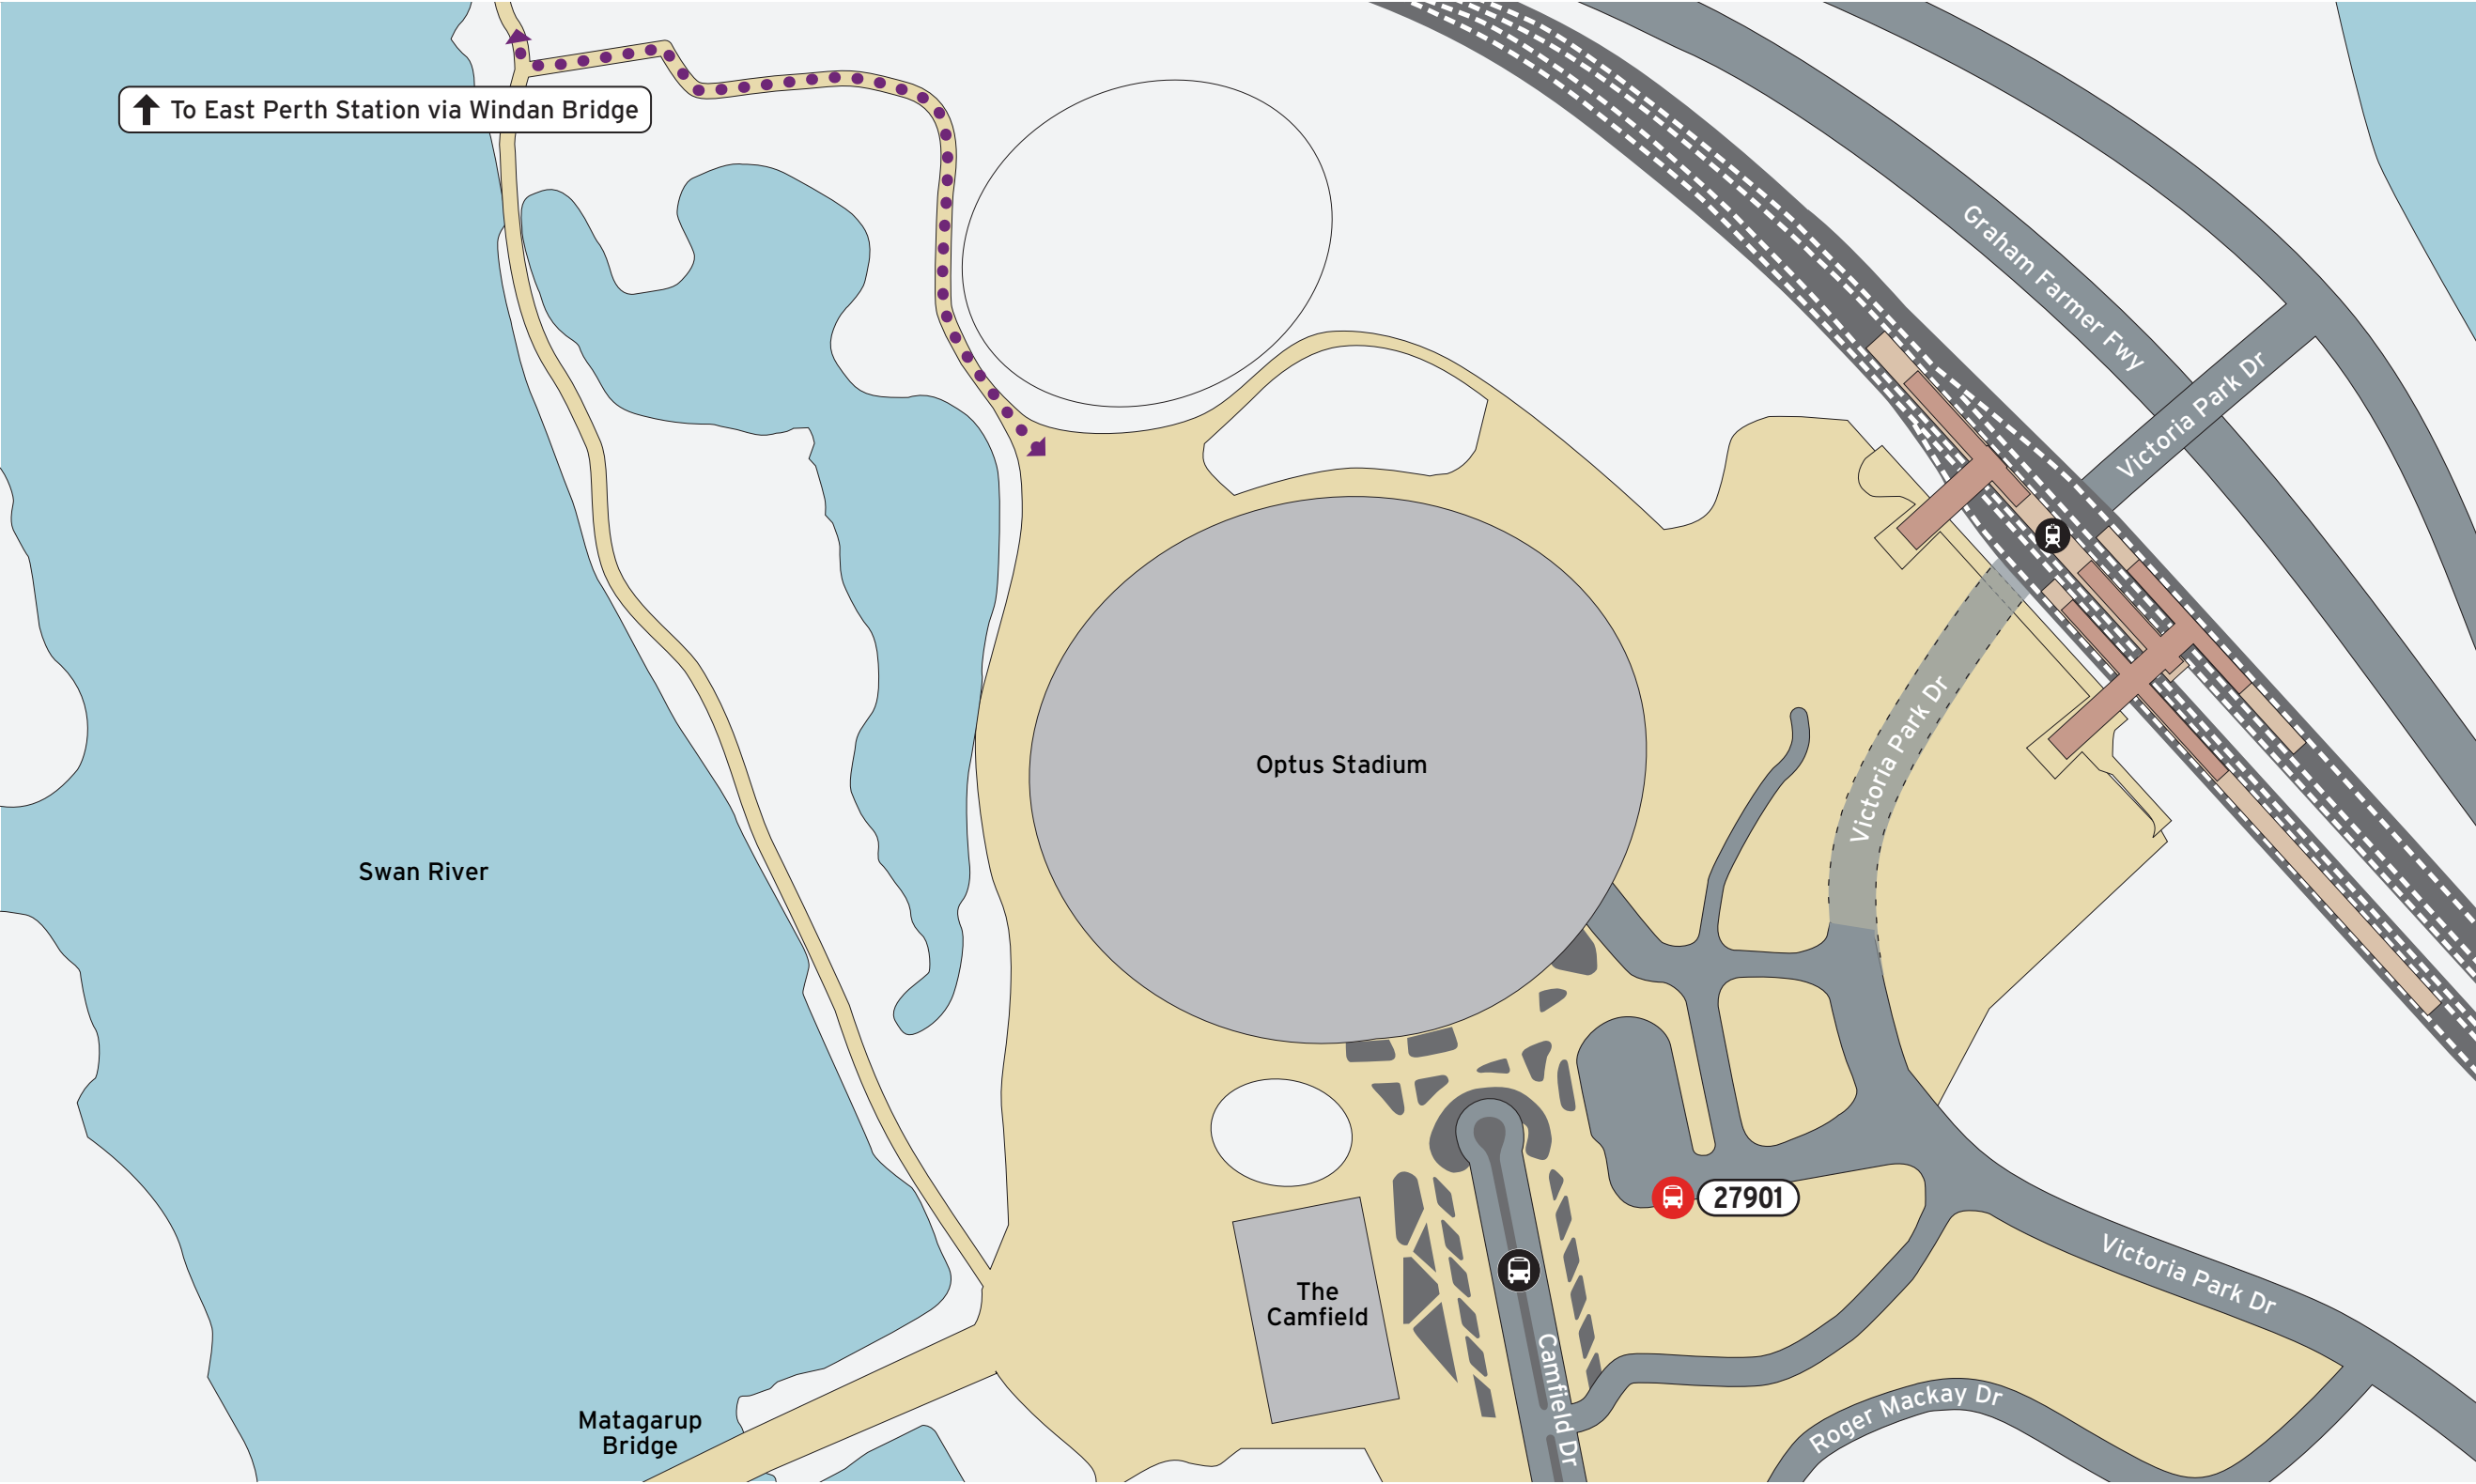 To East Perth Station via Windan Bridge
Graham Farmer Fwy
Victoria Park Dr
Victoria Park Dr
Optus Stadium
Swan River
27901
Victoria Park Dr
The
Camfield
Camfield Dr
Roger Mackay Dr
Matagarup
Bridge